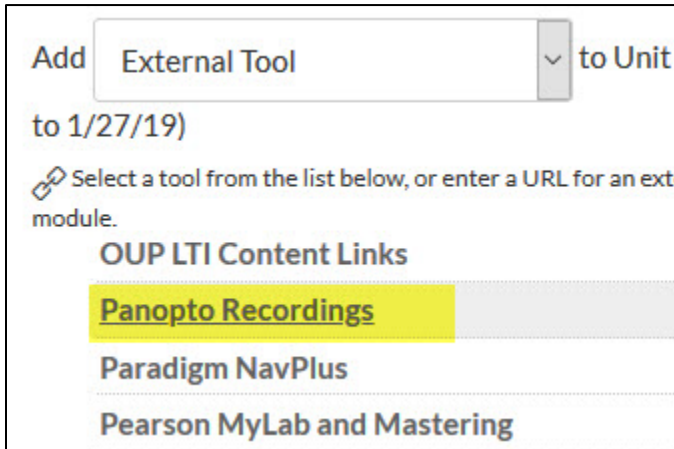 Add External Tool to Unit
to 1/27/19)
Select a tool from the list below, or enter a URL for an ext
module.
OUP LTI Content Links
Panopto Recordings
Paradigm NavPlus
Pearson MyLab and Mastering